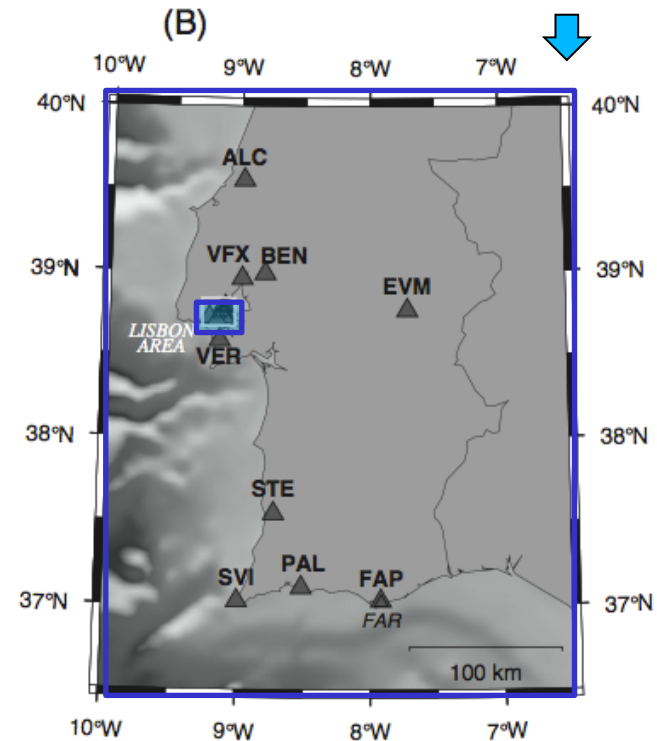 (B)
10°W 9°W 8°W 7°W
40°N 40°N
ALC
VFX BEN
39°N 39°N
EVM
LISBON
AREA
VER
38°N 38°N
STE
SVI PAL FAP
37°N 37°N
FAR
100 km
10°W 9°W 8°W 7°W